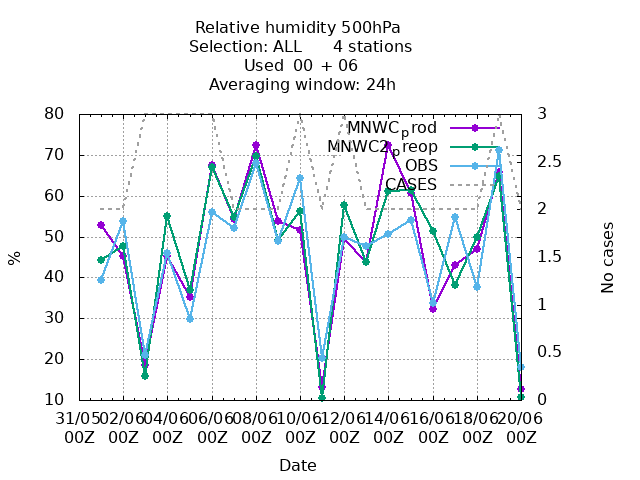 Relative humidity 500hPa
Selection: ALL 4 stations
Used 00 + 06
Averaging window: 24h
80
70
60
50
40
30
20
10
%
3
2.5
2
1.5
1
0.5
0
No cases
MNWC_prod
MNWC2_preop
OBS
CASES
31/05 02/06 04/06 06/06 08/06 10/06 12/06 14/06 16/06 18/06 20/06
00Z 00Z 00Z 00Z 00Z 00Z 00Z 00Z 00Z 00Z 00Z
Date